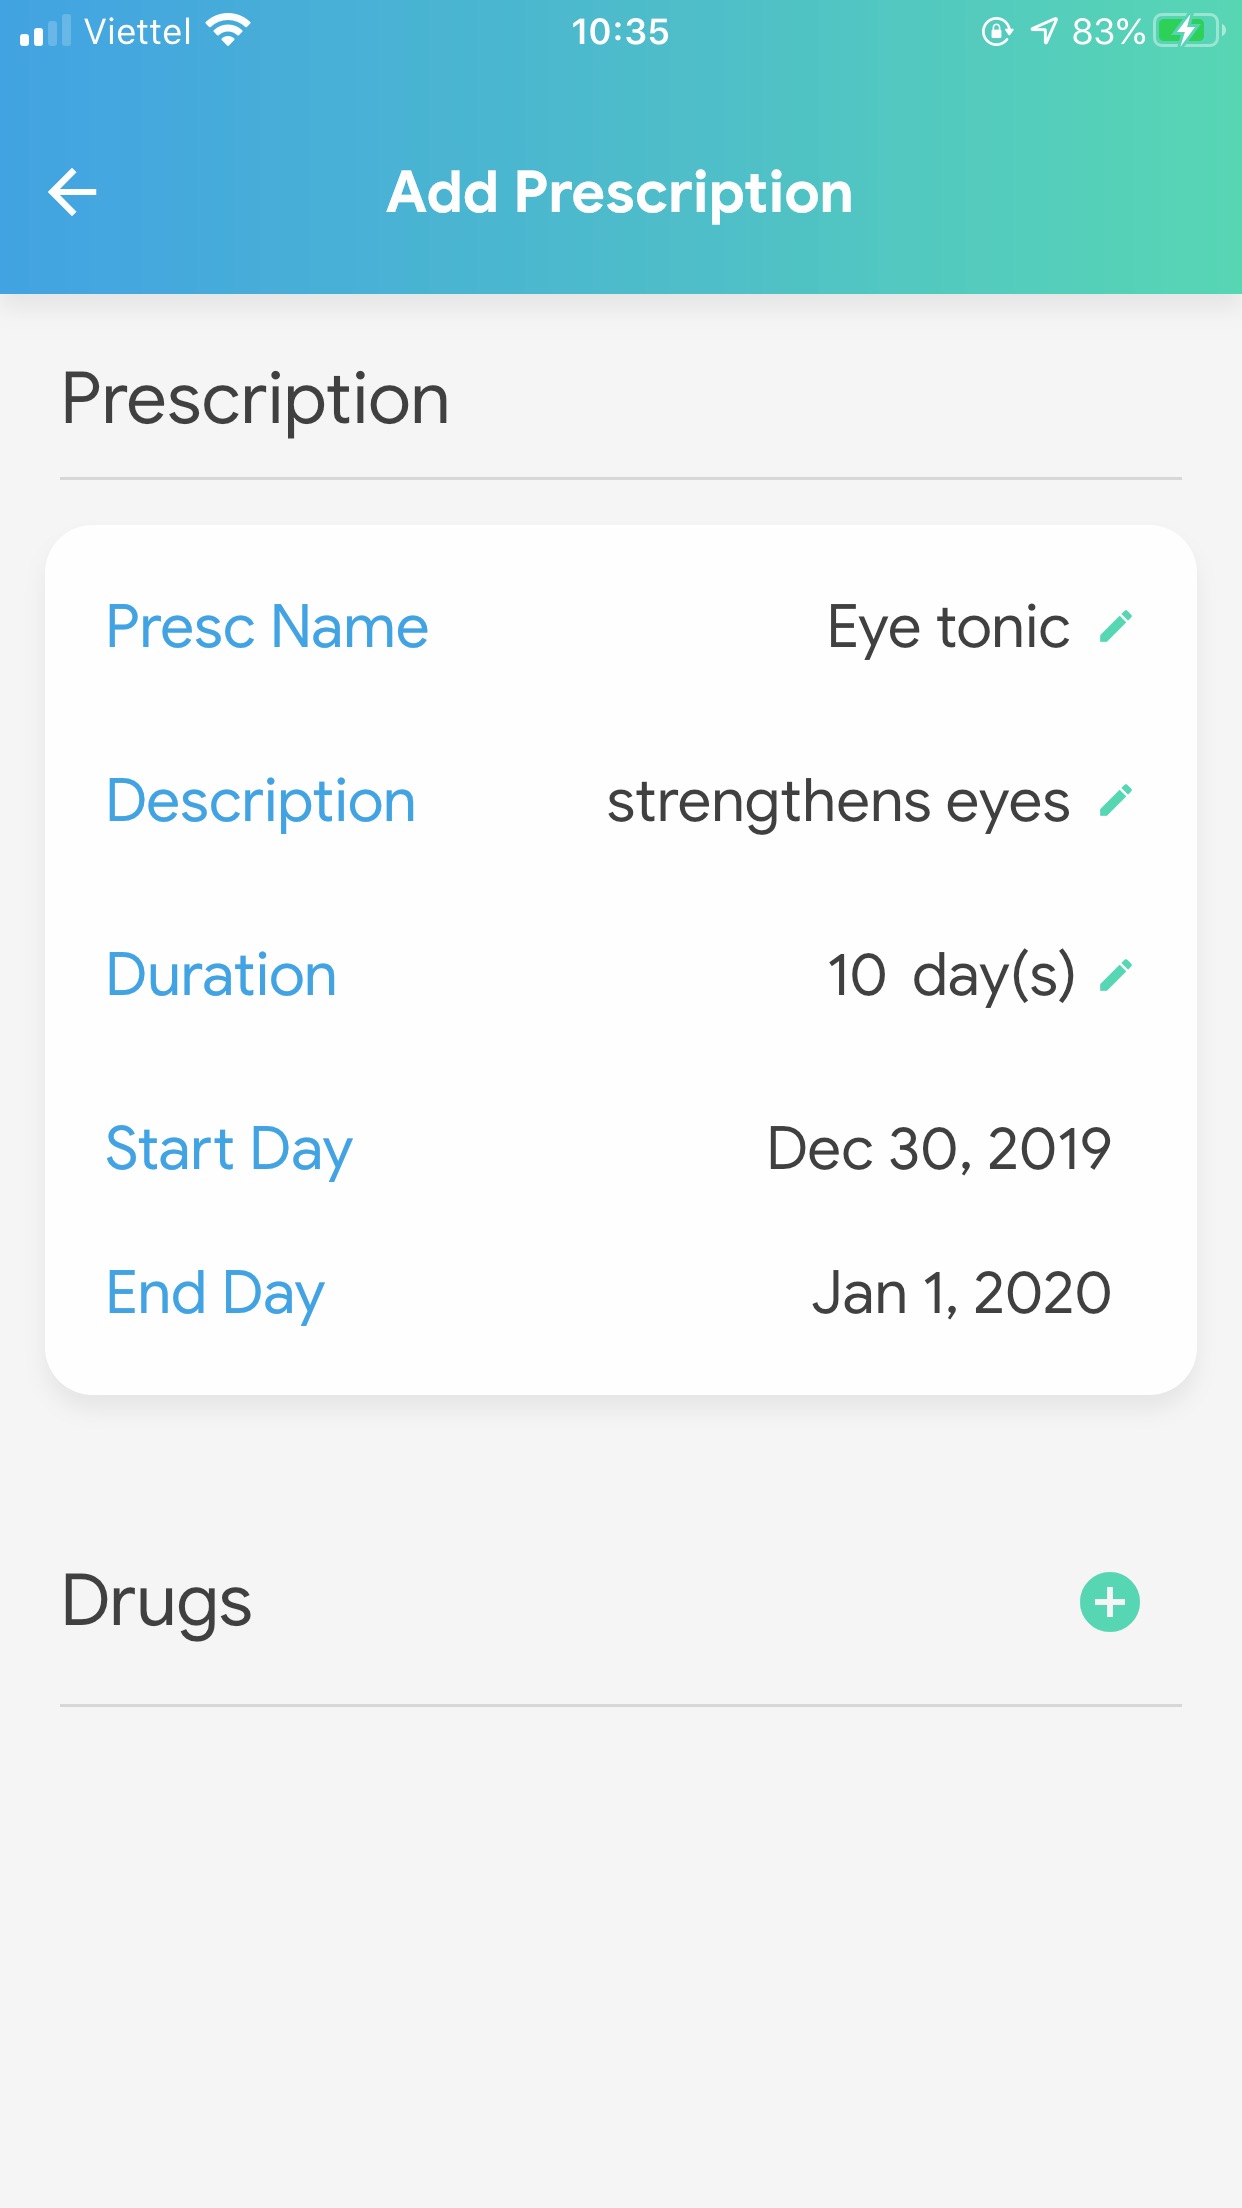 Viettel 10:35 83%
Add Prescription
Prescription
Presc Name Eye tonic
Description strengthens eyes
Duration 10 day(s)
Start Day Dec 30, 2019
End Day Jan 1, 2020
Drugs